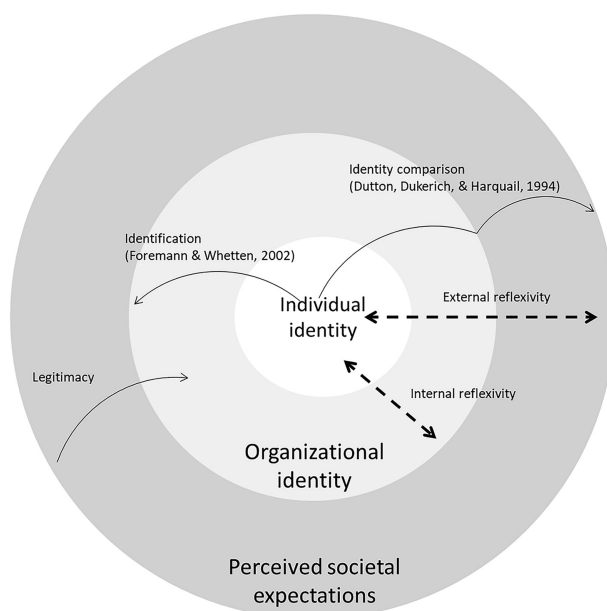 Identity comparison
(Dutton, Dukerich, & Harquail, 1994)
Identification
(Foremann & Whetten, 2002)
Individual
identity
External reflexivity
Legitimacy
Internal reflexivity
Organizational
identity
Perceived societal
expectations